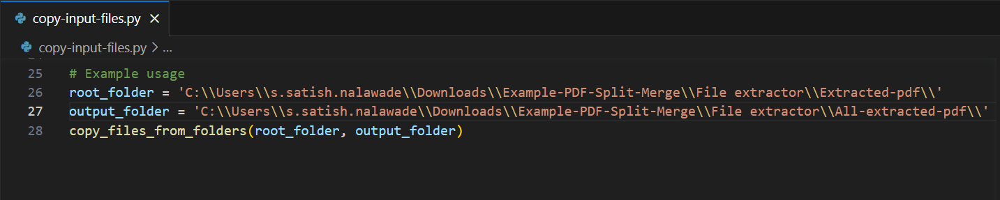 copy-input-files.py
copy-input-files.py > ...
25 # Example usage
26 root_folder = 'C:\\Users\\s.satish.nalawade\\Downloads\\Example-PDF-Split-Merge\\File extractor\\Extracted-pdf\\'
27 output_folder = 'C:\\Users\\s.satish.nalawade\\Downloads\\Example-PDF-Split-Merge\\File extractor\\All-extracted-pdf\\'
28 copy_files_from_folders(root_folder, output_folder)